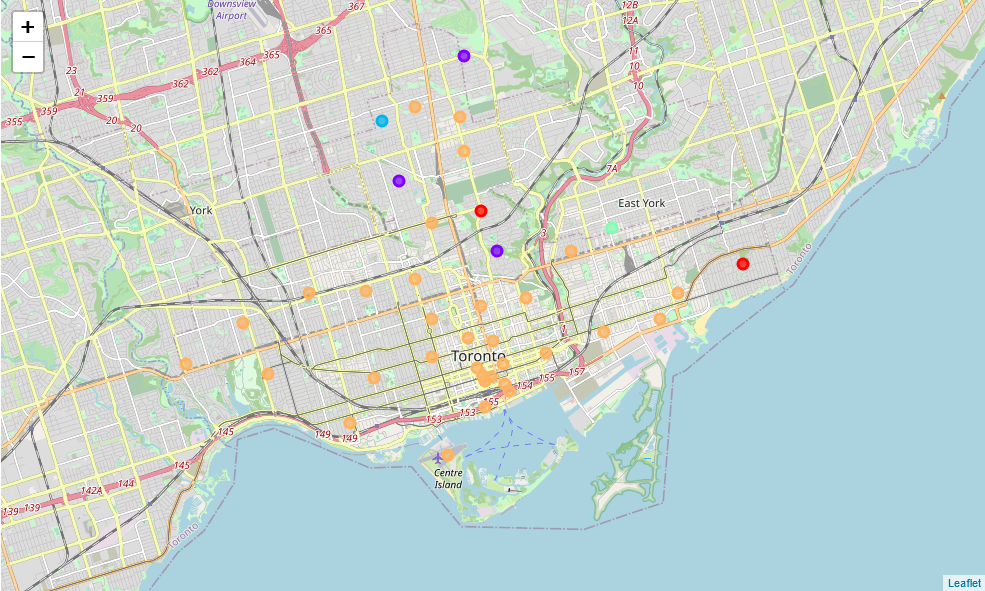 +
−
Downsview
Airport
367
12B
12A
365
365
364
362
362
359
359
355
23
21
20
20
11
10
10
7A
York
East York
3
1
Toronto
Toronto
157
155
154
155
153
153
149
149
145
145
144
142A
139
139
Centre
Island
Toronto
Leaflet